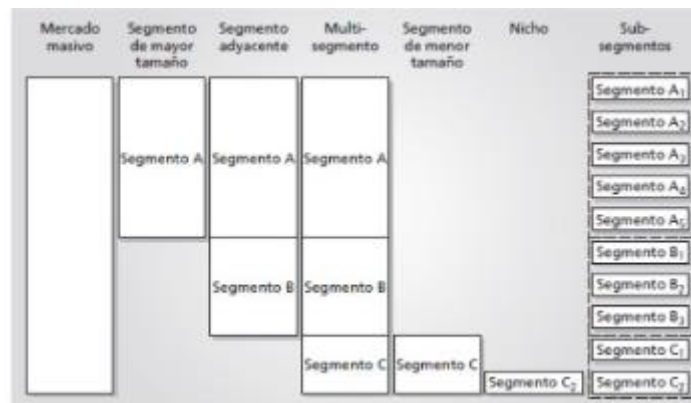 Mercado
masivo
Segmento
de mayor
tamaño
Segmento
adyacente
Multi-
segmento
Segmento
de menor
tamaño
Nicho
Sub-
segmentos
Segmento A
Segmento A
Segmento A
Segmento B
Segmento B
Segmento C
Segmento C
Segmento C₂
Segmento A₁
Segmento A₂
Segmento A₃
Segmento A₄
Segmento A₅
Segmento B₁
Segmento B₂
Segmento B₃
Segmento C₁
Segmento C₂